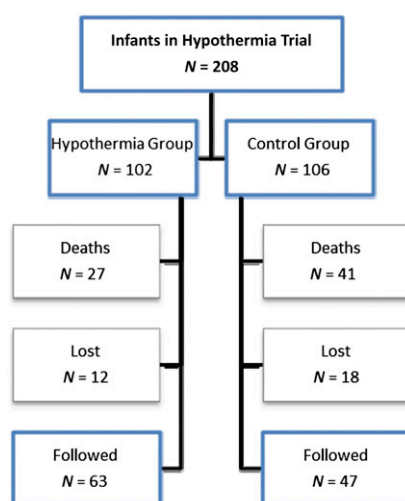 Infants in Hypothermia Trial
N = 208
Hypothermia Group
N = 102
Control Group
N = 106
Deaths
N = 27
Deaths
N = 41
Lost
N = 12
Lost
N = 18
Followed
N = 63
Followed
N = 47